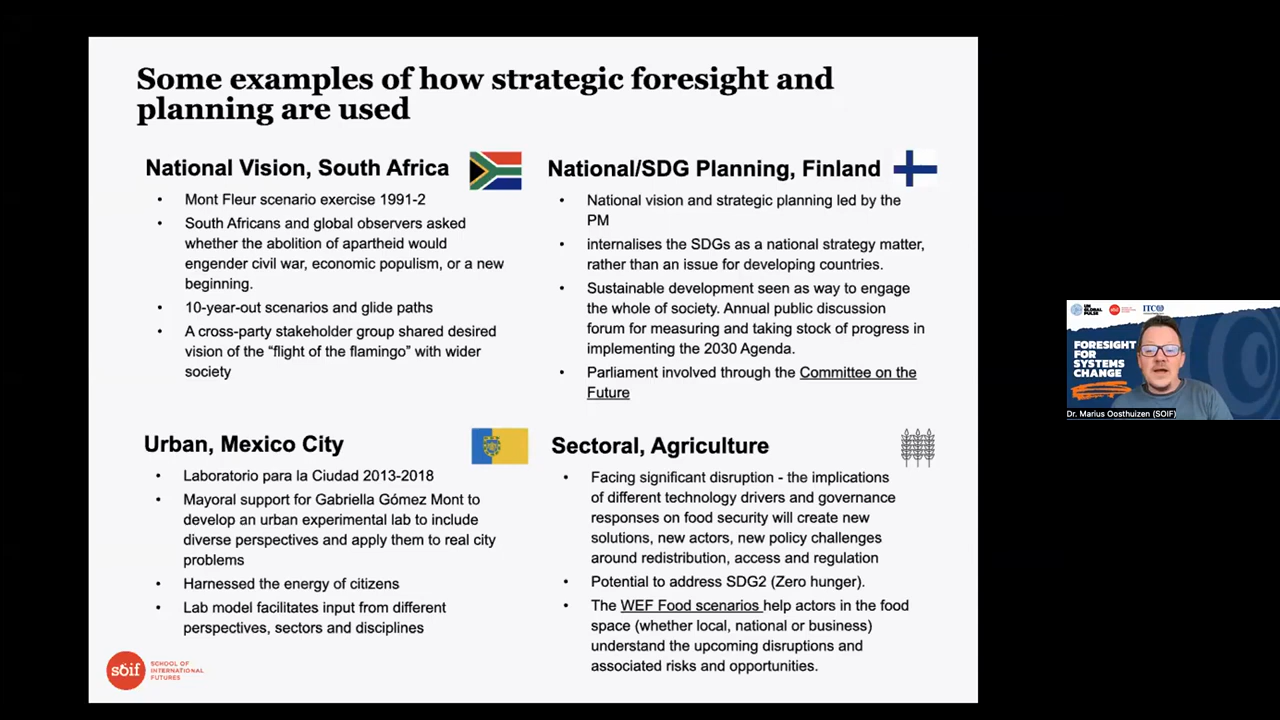 Some examples of how strategic foresight and
planning are used
National Vision, South Africa
• Mont Fleur scenario exercise 1991-2
• South Africans and global observers asked
whether the abolition of apartheid would
engender civil war, economic populism, or a new
beginning.
• 10-year-out scenarios and glide paths
• A cross-party stakeholder group shared desired
vision of the “flight of the flamingo” with wider
society
National/SDG Planning, Finland
• National vision and strategic planning led by the
PM
• internalises the SDGs as a national strategy matter,
rather than an issue for developing countries.
• Sustainable development seen as way to engage
the whole of society. Annual public discussion
forum for measuring and taking stock of progress in
implementing the 2030 Agenda.
• Parliament involved through the Committee on the
Future
Urban, Mexico City
• Laboratorio para la Ciudad 2013-2018
• Mayoral support for Gabriella Gómez Mont to
develop an urban experimental lab to include
diverse perspectives and apply them to real city
problems
• Harnessed the energy of citizens
• Lab model facilitates input from different
perspectives, sectors and disciplines
Sectoral, Agriculture
• Facing significant disruption - the implications
of different technology drivers and governance
responses on food security will create new
solutions, new actors, new policy challenges
around redistribution, access and regulation
• Potential to address SDG2 (Zero hunger).
• The WEF Food scenarios help actors in the food
space (whether local, national or business)
understand the upcoming disruptions and
associated risks and opportunities.
soif
SCHOOL OF
INTERNATIONAL
FUTURES
UN
GLOBAL
PULSE
soif
ITCILO
FORESIGHT
FOR
SYSTEMS
CHANGE
Dr. Marius Oosthuizen (SOIF)